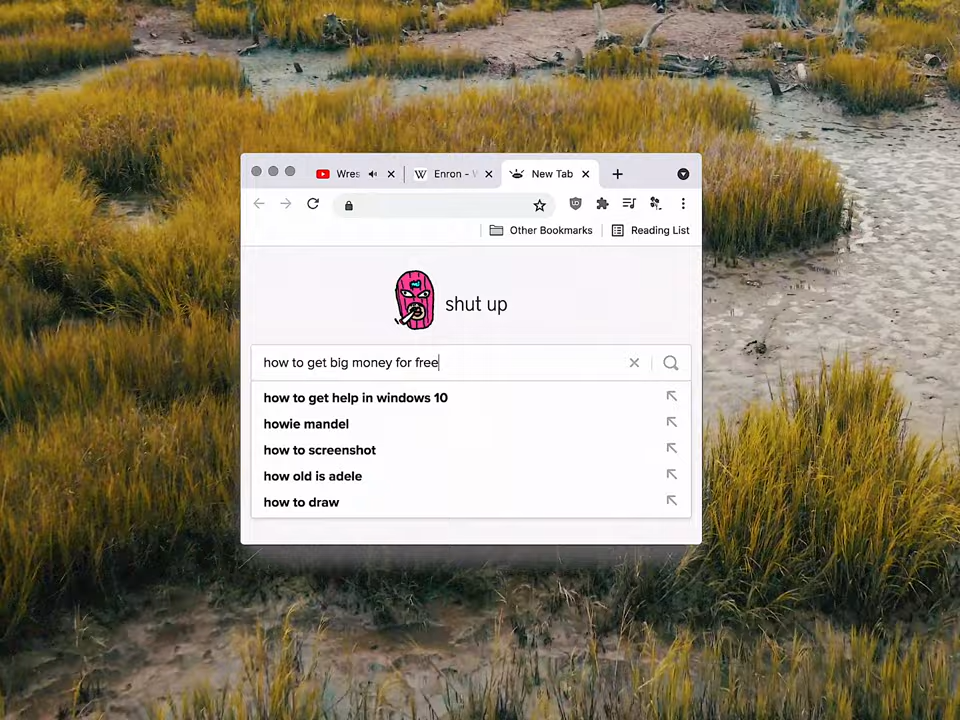 Wres
Enron - W
New Tab
Other Bookmarks
Reading List
shut up
how to get big money for free
how to get help in windows 10
howie mandel
how to screenshot
how old is adele
how to draw